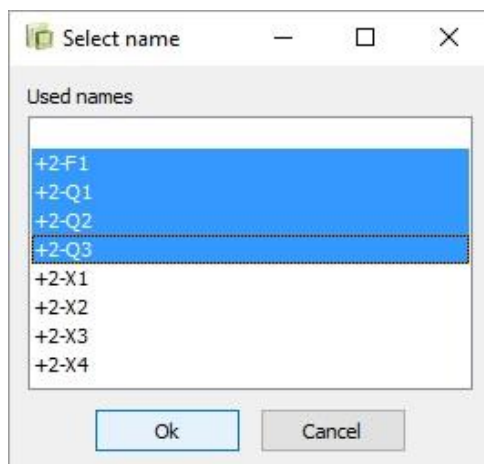 Select name
Used names
+2-F1
+2-Q1
+2-Q2
+2-Q3
+2-X1
+2-X2
+2-X3
+2-X4
Ok Cancel